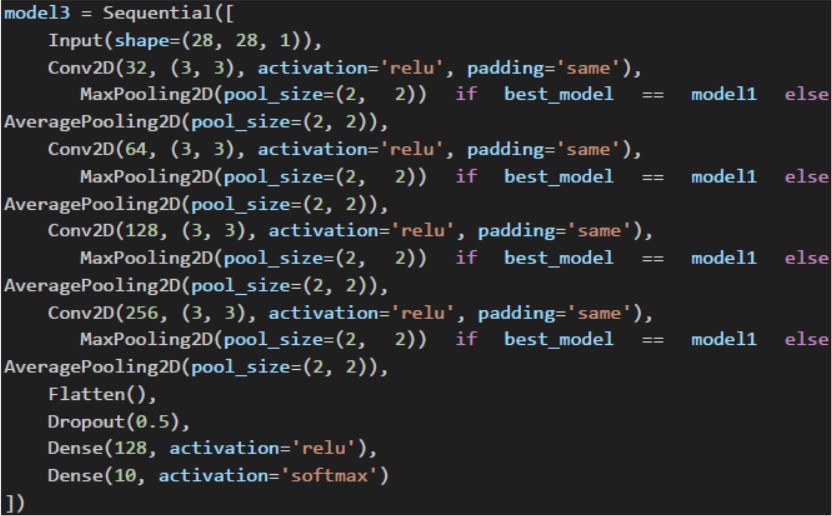 model3 = Sequential([
    Input(shape=(28, 28, 1)),
    Conv2D(32, (3, 3), activation='relu', padding='same'),
       MaxPooling2D(pool_size=(2, 2)) if best_model == model1 else
AveragePooling2D(pool_size=(2, 2)),
    Conv2D(64, (3, 3), activation='relu', padding='same'),
       MaxPooling2D(pool_size=(2, 2)) if best_model == model1 else
AveragePooling2D(pool_size=(2, 2)),
    Conv2D(128, (3, 3), activation='relu', padding='same'),
       MaxPooling2D(pool_size=(2, 2)) if best_model == model1 else
AveragePooling2D(pool_size=(2, 2)),
    Conv2D(256, (3, 3), activation='relu', padding='same'),
       MaxPooling2D(pool_size=(2, 2)) if best_model == model1 else
AveragePooling2D(pool_size=(2, 2)),
    Flatten(),
    Dropout(0.5),
    Dense(128, activation='relu'),
    Dense(10, activation='softmax')
])